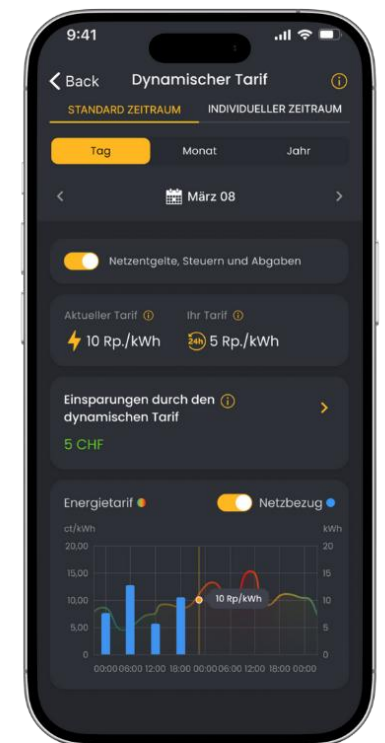 9:41
Back Dynamischer Tarif
STANDARD ZEITRAUM INDIVIDUELLER ZEITRAUM
Tag Monat Jahr
März 08
Netzentgelte, Steuern und Abgaben
Aktueller Tarif Ihr Tarif
10 Rp./kWh 24h 5 Rp./kWh
Einsparungen durch den
dynamischen Tarif
5 CHF
Energietarif Netzbezug
ct/kWh kWh
20,00 20
15,00 15
10,00 10 Rp/kWh 10
5,00 5
0 0
00:00 06:00 12:00 18:00 00:00 06:00 12:00 18:00 00:00